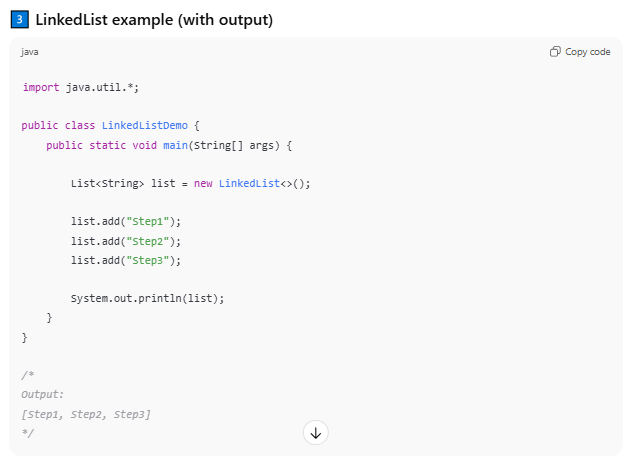 3 LinkedList example (with output)
java
Copy code
import java.util.*;
public class LinkedListDemo {
    public static void main(String[] args) {
        List<String> list = new LinkedList<>();
        list.add("Step1");
        list.add("Step2");
        list.add("Step3");
        System.out.println(list);
    }
}
/*
Output:
[Step1, Step2, Step3]
*/